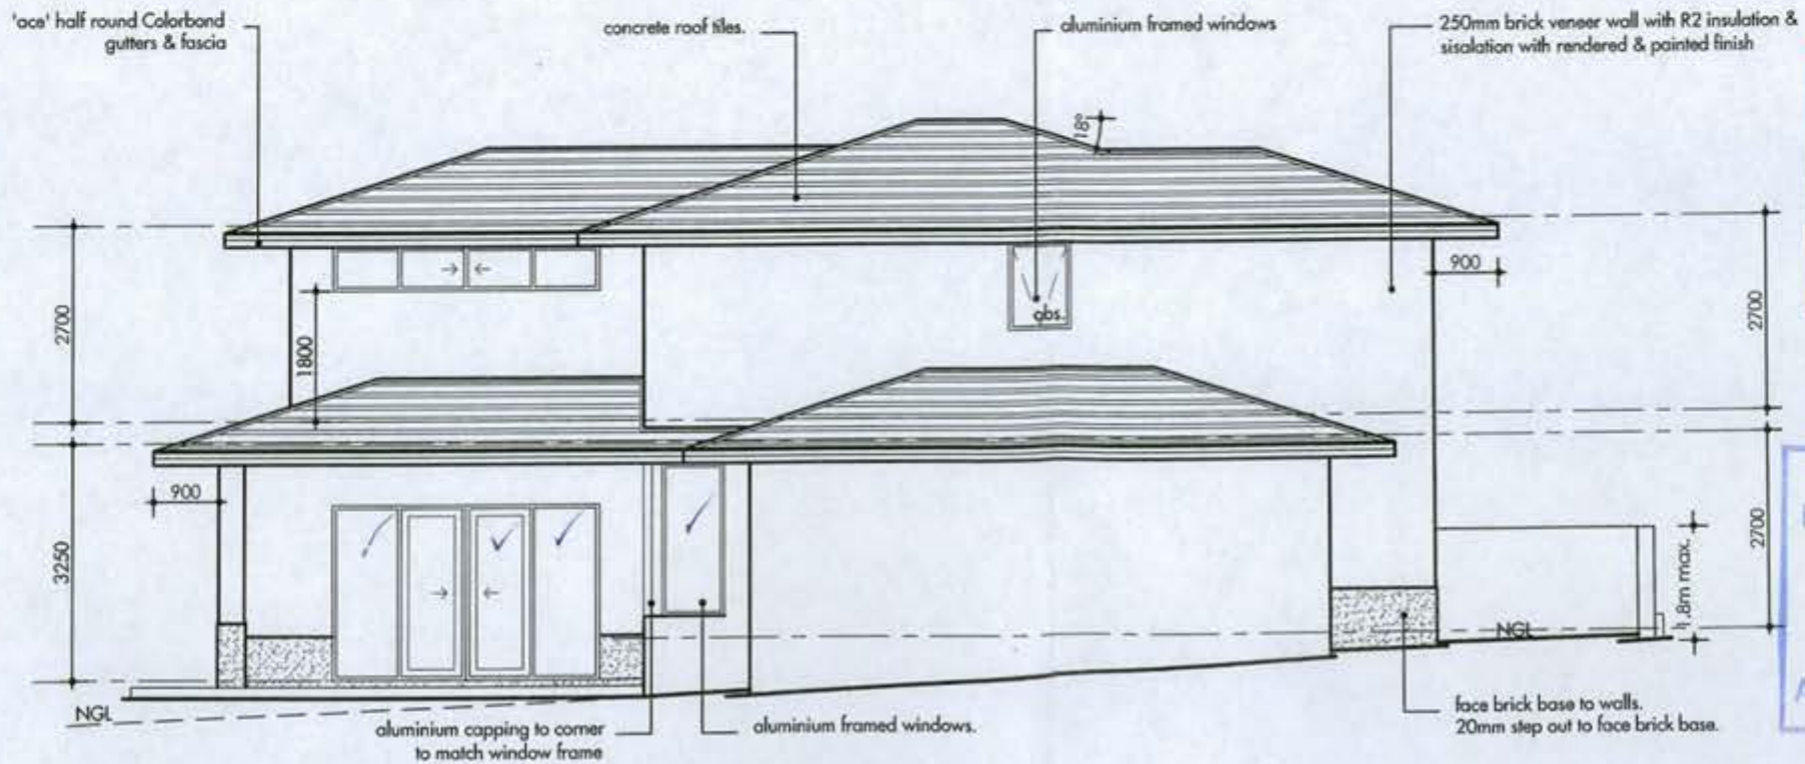 'ace' half round Colorbond
gutters & fascia
concrete roof tiles.
aluminium framed windows
250mm brick veneer wall with R2 insulation &
sisalation with rendered & painted finish
18°
900
2700
1800
obs.
2700
900
3250
2700
1.8m max.
NGL
NGL
aluminium capping to corner
to match window frame
aluminium framed windows.
face brick base to walls.
20mm step out to face brick base.